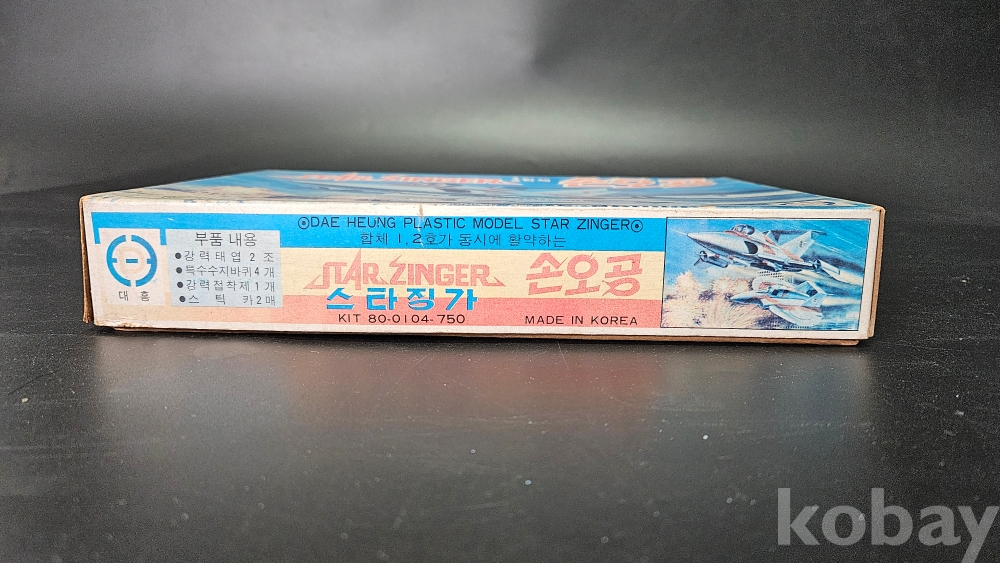 ⦿DAE HEUNG PLASTIC MODEL STAR ZINGER⦿
합체 1,2호가 동시에 활약하는
STAR ZINGER 손오공
스타징가
KIT 80-0104-750 MADE IN KOREA
대흥
부품 내용
●강력태엽 2 조
●특수수지바퀴 4 개
●강력접착제 1 개
●스틱카 2 매
kobay